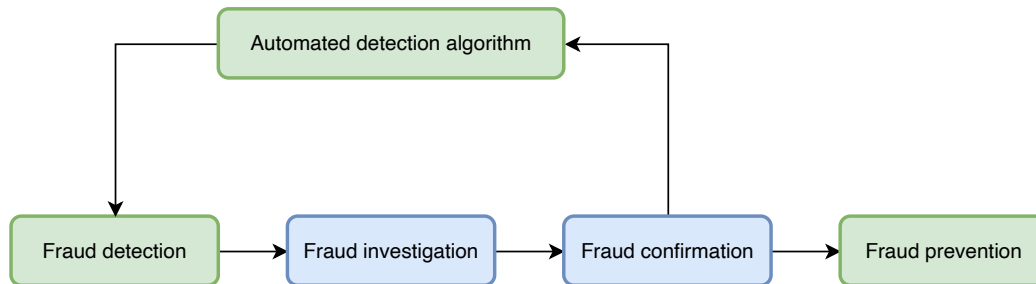 Automated detection algorithm
Fraud detection
Fraud investigation
Fraud confirmation
Fraud prevention